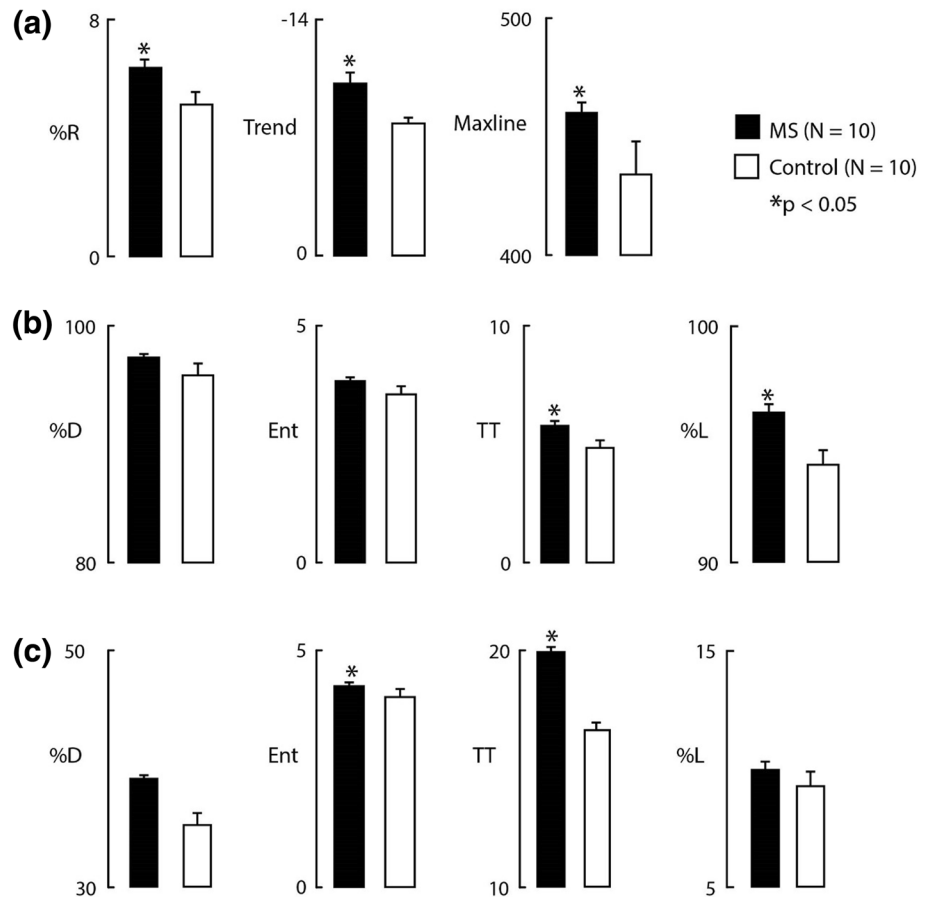 (a)
8
%R
0
*
-14
Trend
0
*
500
Maxline
400
*
MS (N = 10)
Control (N = 10)
*p < 0.05
(b)
100
%D
80
5
Ent
0
10
TT
0
*
100
%L
90
*
(c)
50
%D
30
5
Ent
0
*
20
TT
10
*
15
%L
5